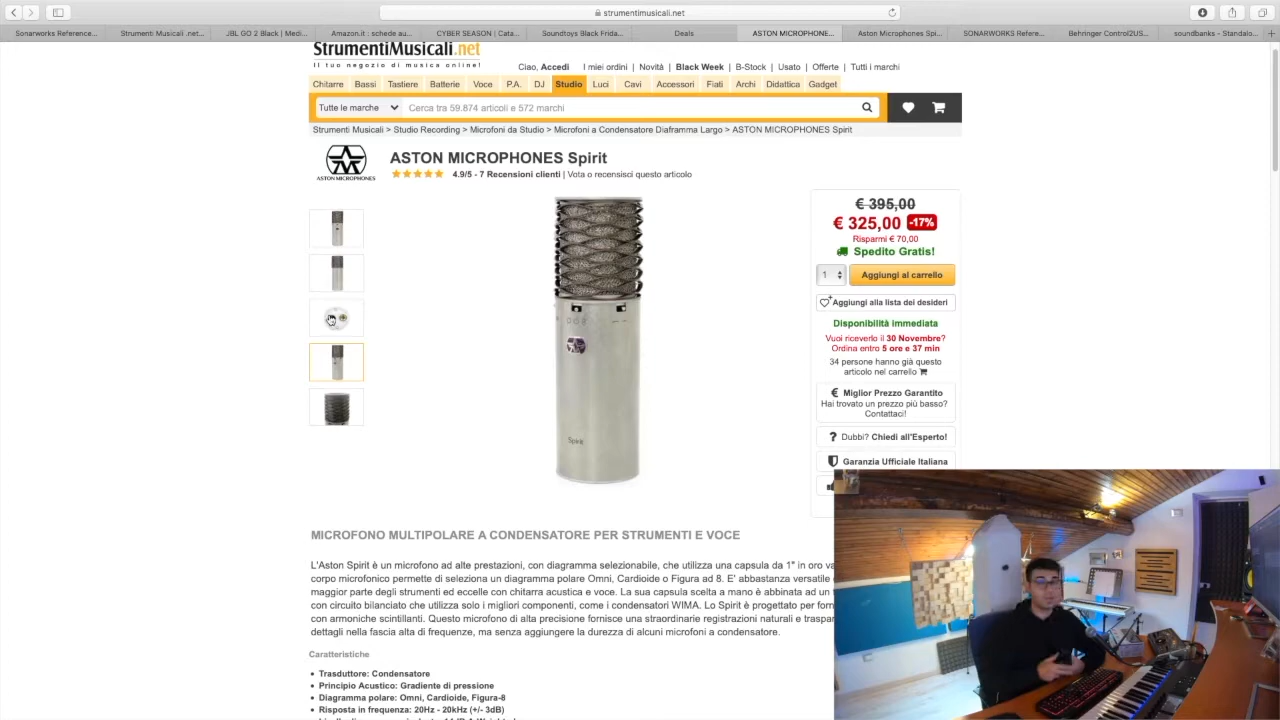 strumentimusicali.net
Sonarworks Reference...
Strumenti Musicali .net...
JBL GO 2 Black | Medi...
Amazon.it : schede au...
CYBER SEASON | Cata...
Soundtoys Black Frida...
Deals
ASTON MICROPHONE...
Aston Microphones Spi...
SONARWORKS Refere...
Behringer Control2US...
soundbanks - Standalo...
StrumentiMusicali.net
Il tuo negozio di musica online!
Ciao, Accedi I miei ordini | Novità | Black Week | B-Stock | Usato | Offerte | Tutti i marchi
Chitarre Bassi Tastiere Batterie Voce P.A. DJ Studio Luci Cavi Accessori Fiati Archi Didattica Gadget
Tutte le marche Cerca tra 59.874 articoli e 572 marchi
Strumenti Musicali > Studio Recording > Microfoni da Studio > Microfoni a Condensatore Diaframma Largo > ASTON MICROPHONES Spirit
ASTON MICROPHONES
ASTON MICROPHONES Spirit
4.9/5 - 7 Recensioni clienti | Vota o recensisci questo articolo
Spirit
€ 395,00
€ 325,00 -17%
Risparmi € 70,00
Spedito Gratis!
1 Aggiungi al carrello
Aggiungi alla lista dei desideri
Disponibilità immediata
Vuoi riceverlo il 30 Novembre?
Ordina entro 5 ore e 37 min
34 persone hanno già questo
articolo nel carrello
€ Miglior Prezzo Garantito
Hai trovato un prezzo più basso?
Contattaci!
? Dubbi? Chiedi all'Esperto!
Garanzia Ufficiale Italiana
MICROFONO MULTIPOLARE A CONDENSATORE PER STRUMENTI E VOCE
L'Aston Spirit è un microfono ad alte prestazioni, con diagramma selezionabile, che utilizza una capsula da 1" in oro va
corpo microfonico permette di seleziona un diagramma polare Omni, Cardioide o Figura ad 8. E' abbastanza versatile
maggior parte degli strumenti ed eccelle con chitarra acustica e voce. La sua capsula scelta a mano è abbinata ad un
con circuito bilanciato che utilizza solo i migliori componenti, come i condensatori WIMA. Lo Spirit è progettato per forn
con armoniche scintillanti. Questo microfono di alta precisione fornisce una straordinarie registrazioni naturali e traspar
dettagli nella fascia alta di frequenze, ma senza aggiungere la durezza di alcuni microfoni a condensatore.
Caratteristiche
• Trasduttore: Condensatore
• Principio Acustico: Gradiente di pressione
• Diagramma polare: Omni, Cardioide, Figura-8
• Risposta in frequenza: 20Hz - 20kHz (+/- 3dB)